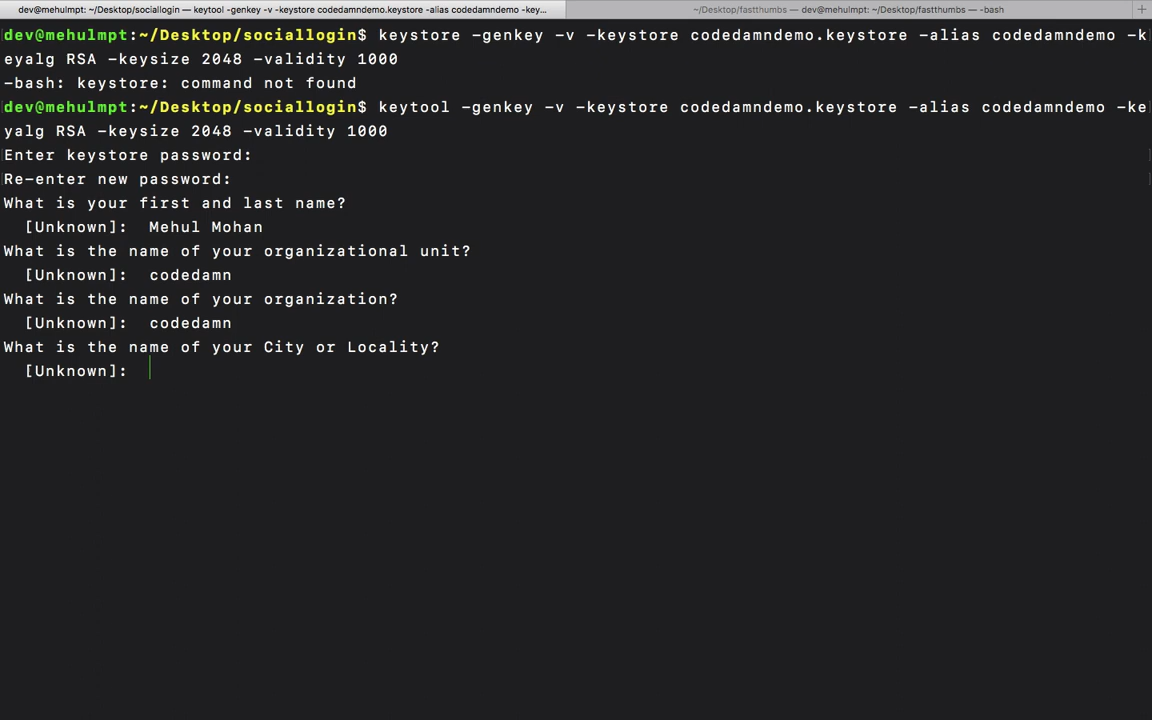 dev@mehulmpt: ~/Desktop/sociallogin — keytool -genkey -v -keystore codedamndemo.keystore -alias codedamndemo -key...
~/Desktop/fastthumbs — dev@mehulmpt: ~/Desktop/fastthumbs — -bash
+
dev@mehulmpt:~/Desktop/sociallogin$ keystore -genkey -v -keystore codedamndemo.keystore -alias codedamndemo -k
eyalg RSA -keysize 2048 -validity 1000
-bash: keystore: command not found
dev@mehulmpt:~/Desktop/sociallogin$ keytool -genkey -v -keystore codedamndemo.keystore -alias codedamndemo -ke
yalg RSA -keysize 2048 -validity 1000
Enter keystore password:
Re-enter new password:
What is your first and last name?
[Unknown]:  Mehul Mohan
What is the name of your organizational unit?
[Unknown]:  codedamn
What is the name of your organization?
[Unknown]:  codedamn
What is the name of your City or Locality?
[Unknown]: